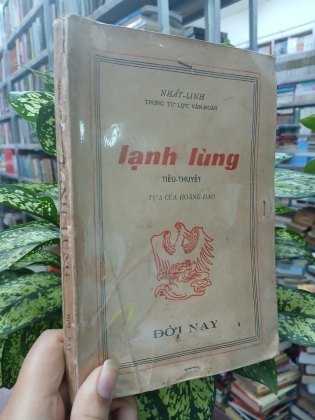 NHẤT-LINH
TRONG TỰ LỰC VĂN-ĐOÀN
lạnh lùng
TIỂU-THUYẾT
TỰA CỦA HOÀNG-ĐẠO
ĐỜI NAY